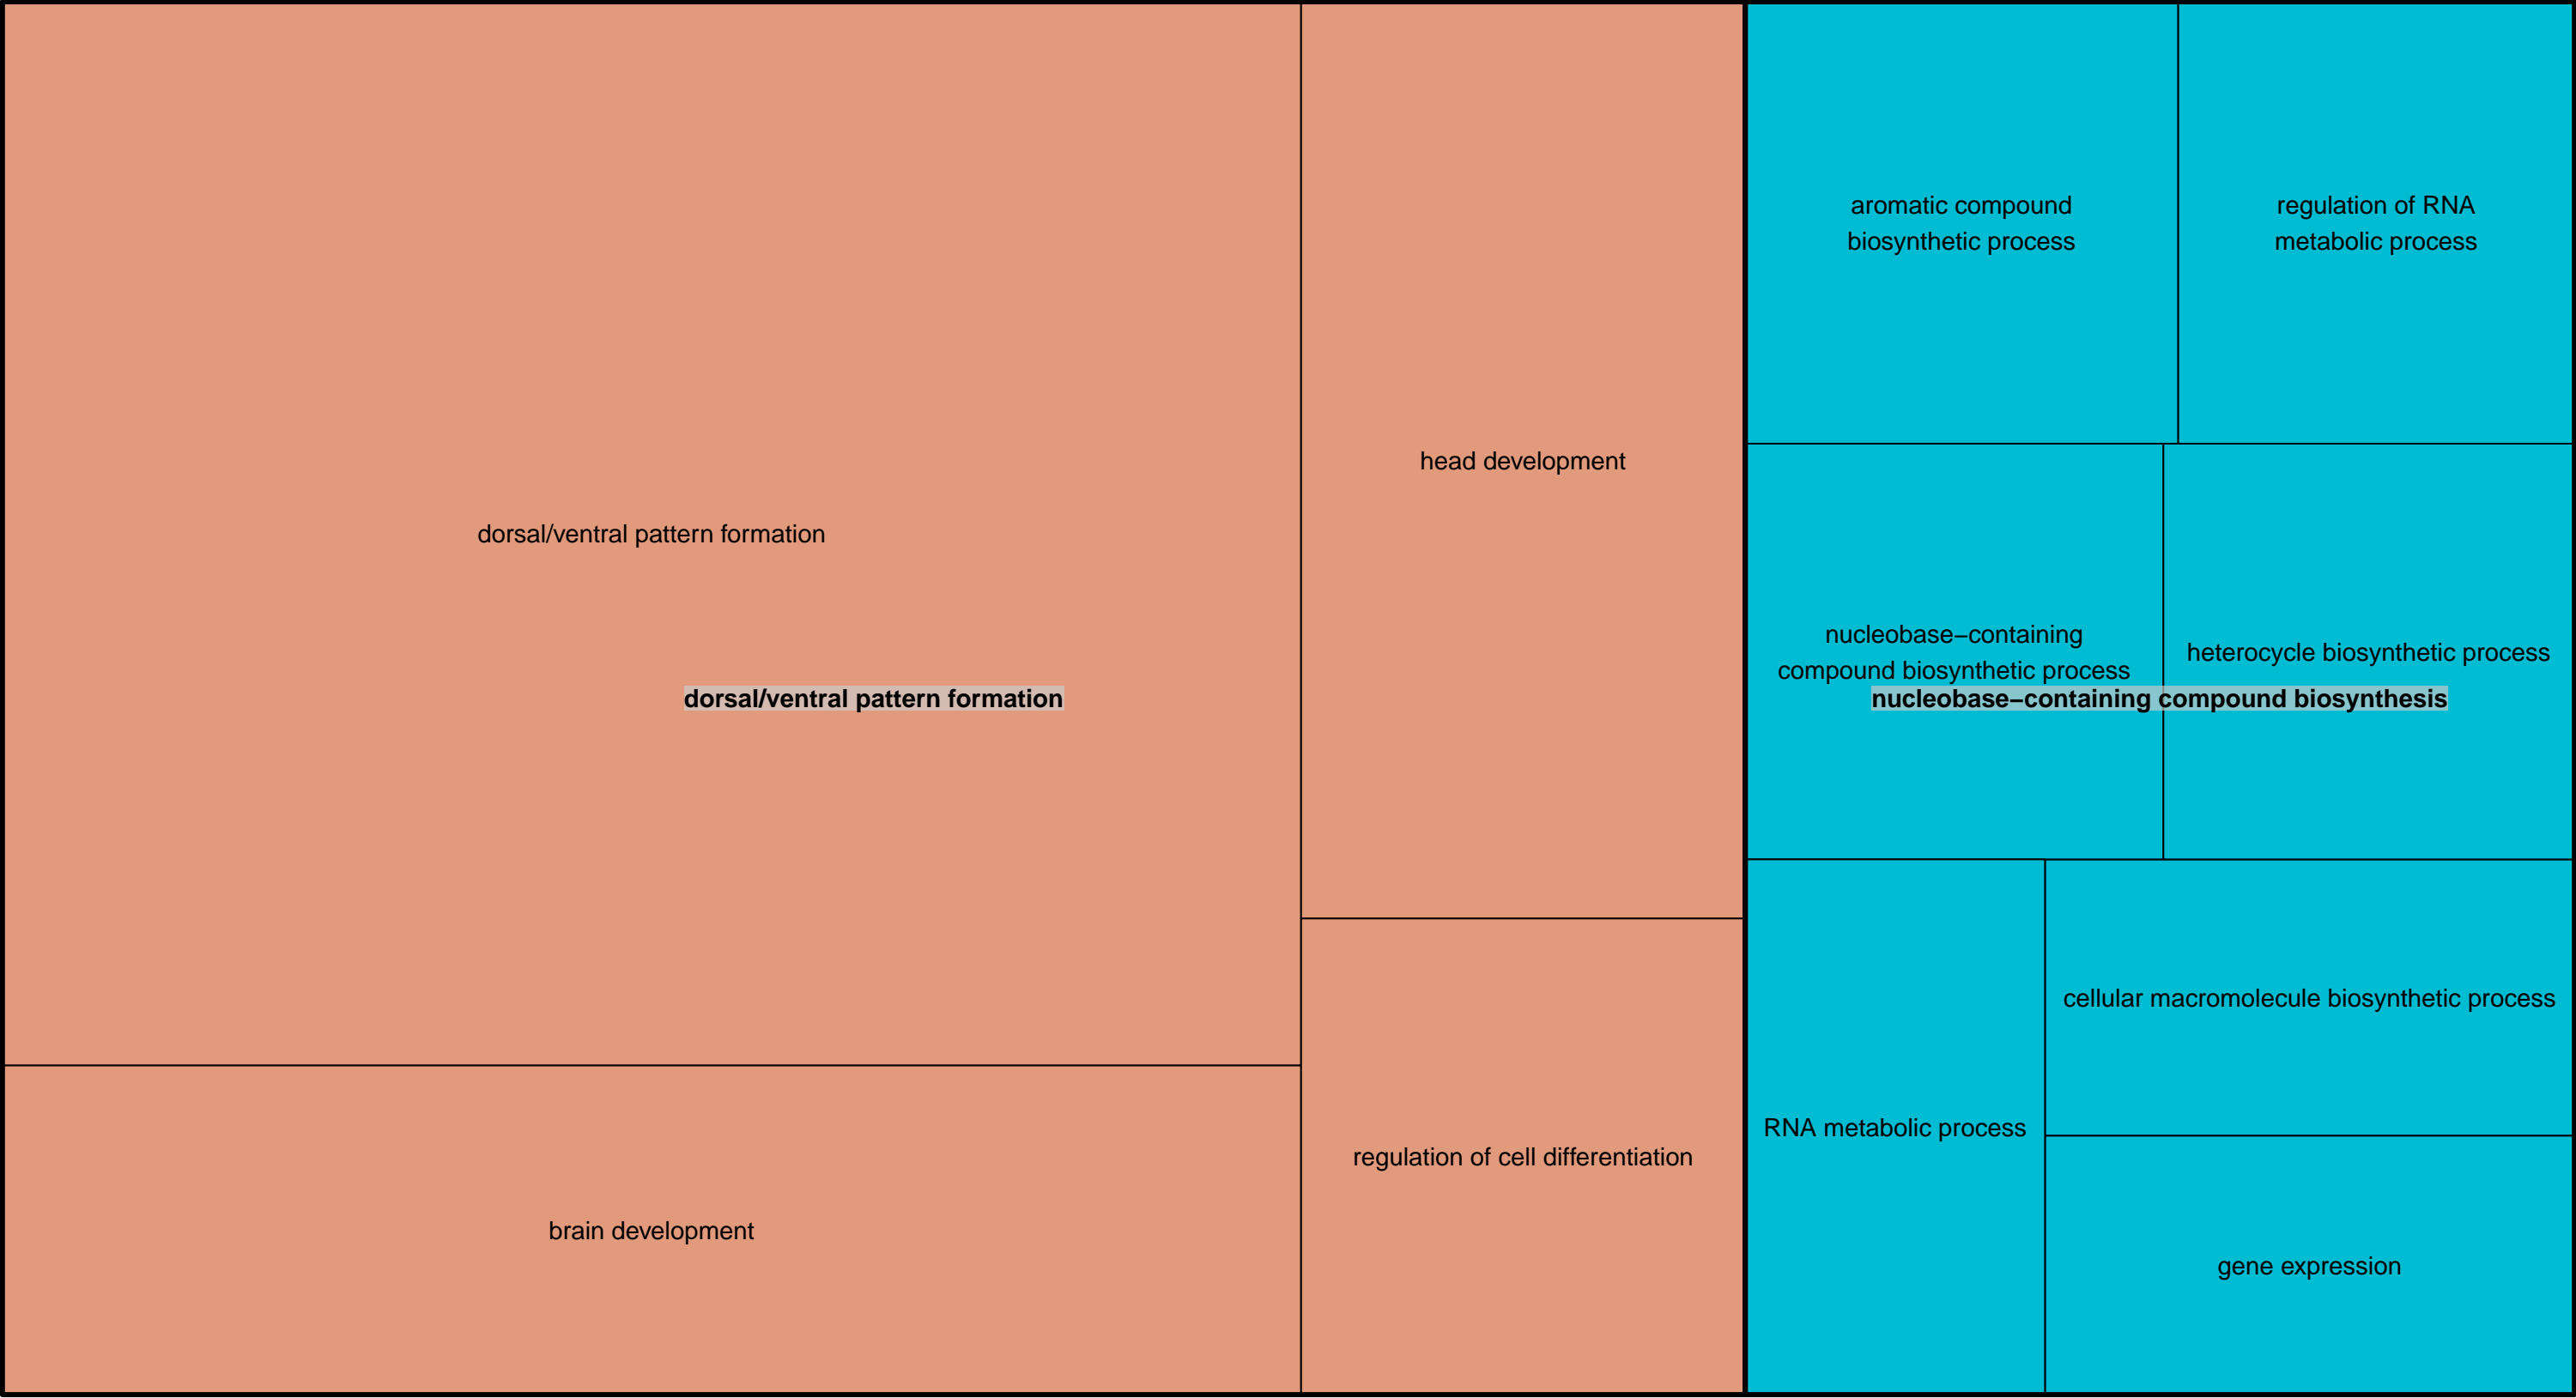 dorsal/ventral pattern formation
dorsal/ventral pattern formation
brain development
head development
regulation of cell differentiation
aromatic compound
biosynthetic process
regulation of RNA
metabolic process
nucleobase−containing
compound biosynthetic process
heterocycle biosynthetic process
nucleobase−containing compound biosynthesis
RNA metabolic process
cellular macromolecule biosynthetic process
gene expression